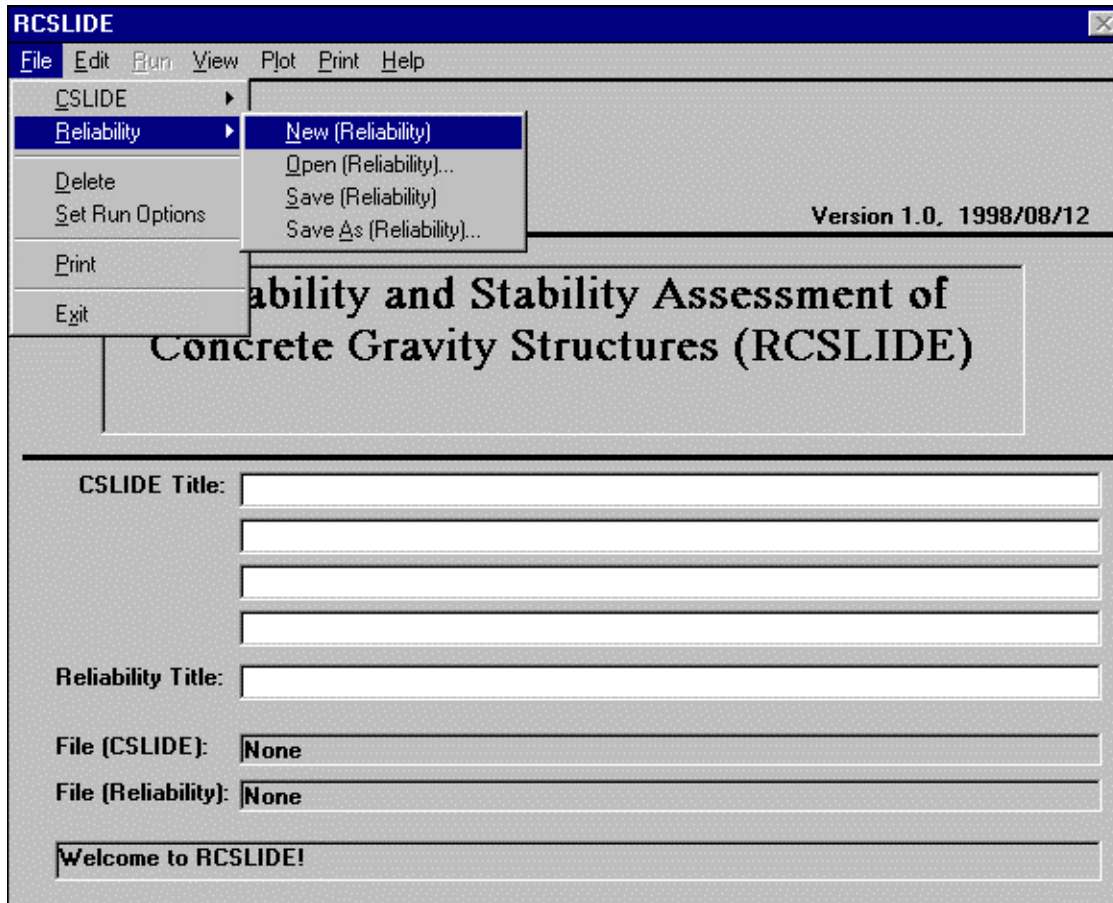 RCSLIDE
File Edit Run View Plot Print Help
CSLIDE
Reliability
Delete
Set Run Options
Print
Exit
New (Reliability)
Open (Reliability)...
Save (Reliability)
Save As (Reliability)...
Version 1.0, 1998/08/12
ability and Stability Assessment of
Concrete Gravity Structures (RCSLIDE)
CSLIDE Title:
Reliability Title:
File (CSLIDE): None
File (Reliability): None
Welcome to RCSLIDE!